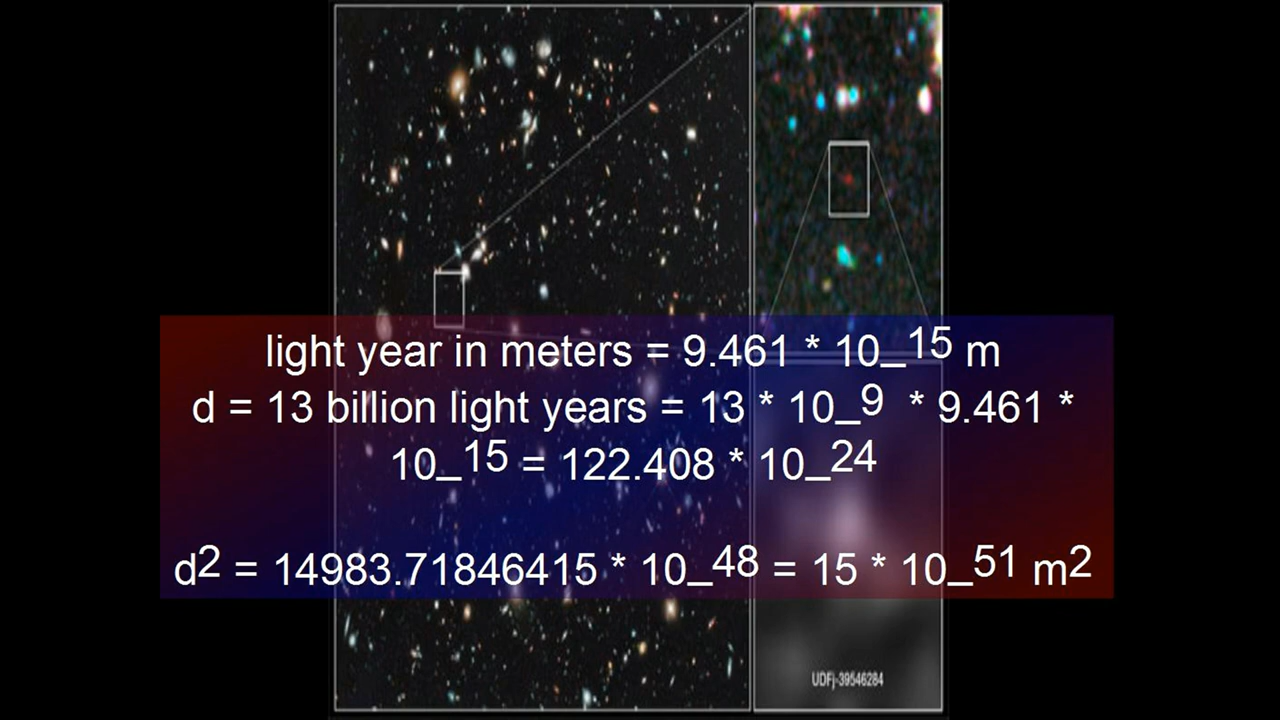 light year in meters = 9.461 * 10_15 m
d = 13 billion light years = 13 * 10_9 * 9.461 *
10_15 = 122.408 * 10_24
d2 = 14983.71846415 * 10_48 = 15 * 10_51 m2
UDFj-39546284